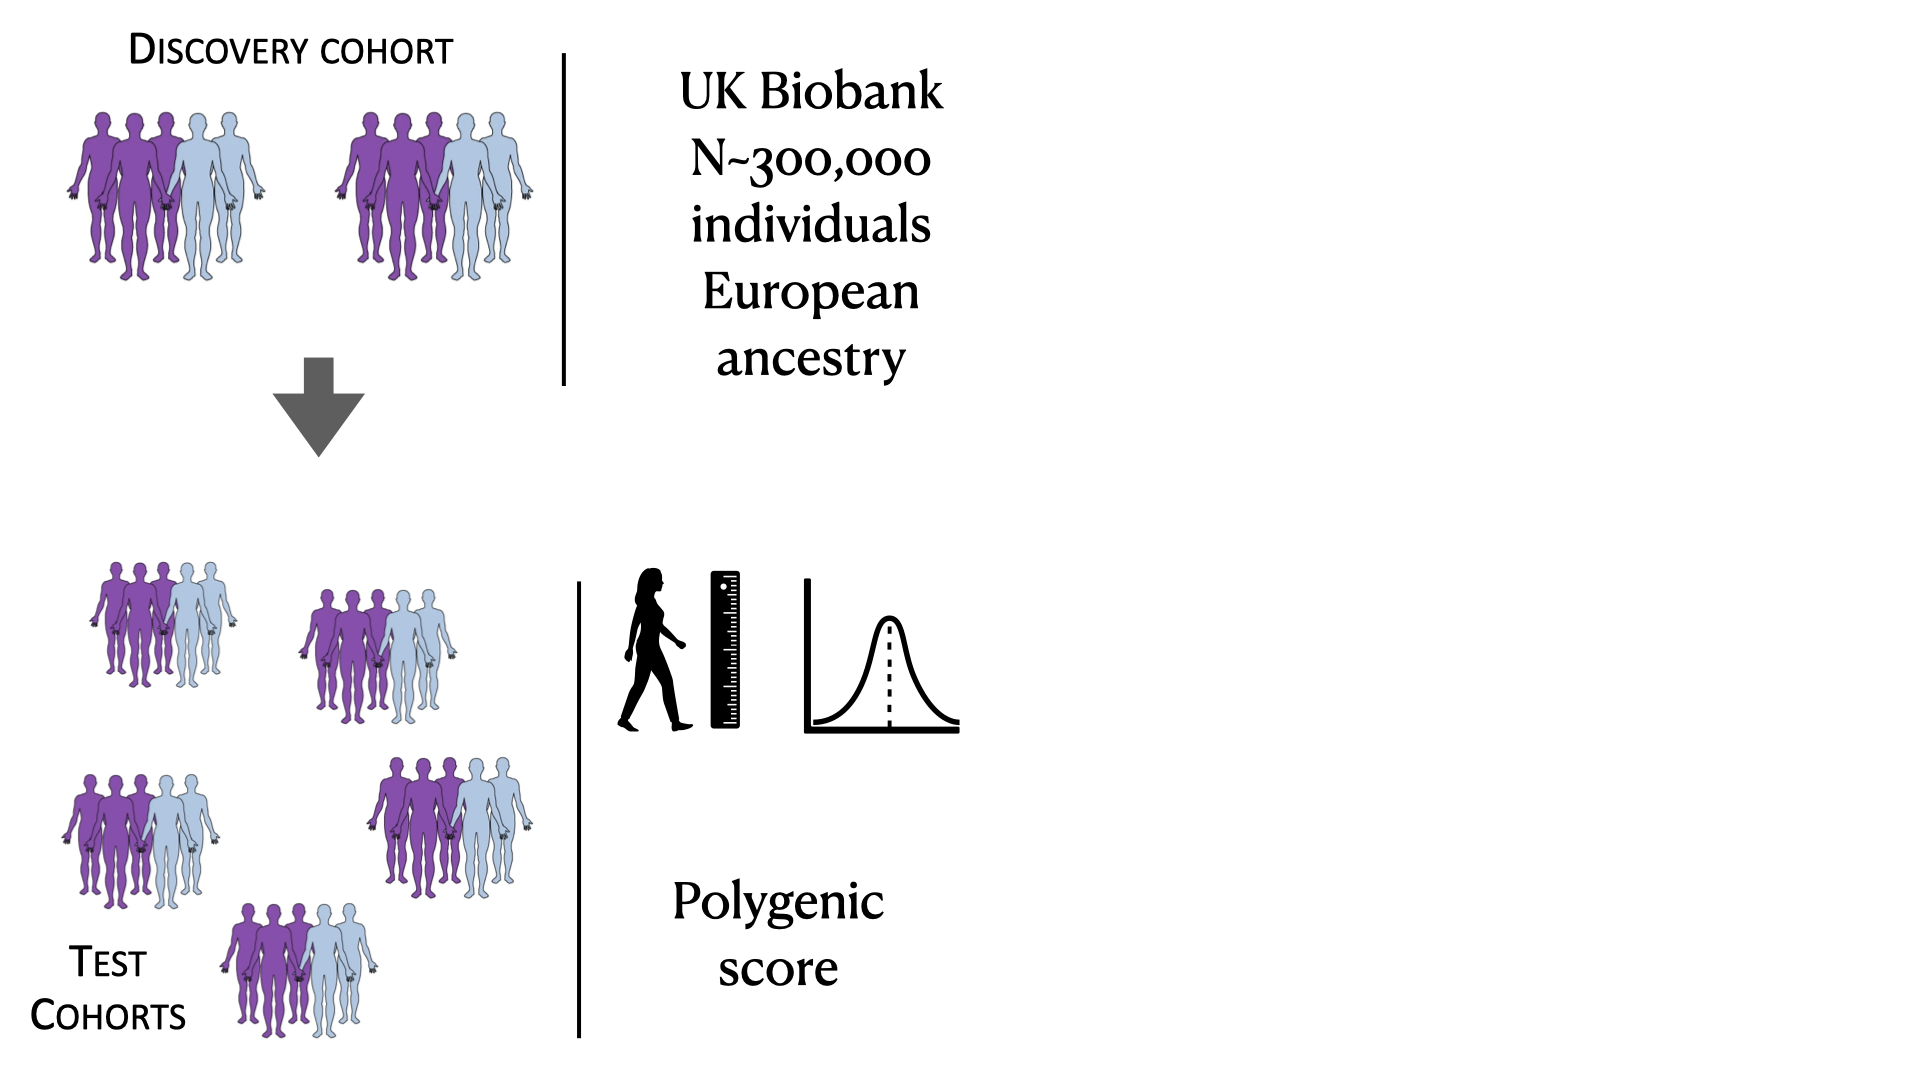 DISCOVERY COHORT
UK Biobank
N~300,000
individuals
European
ancestry
TEST
COHORTS
Polygenic
score